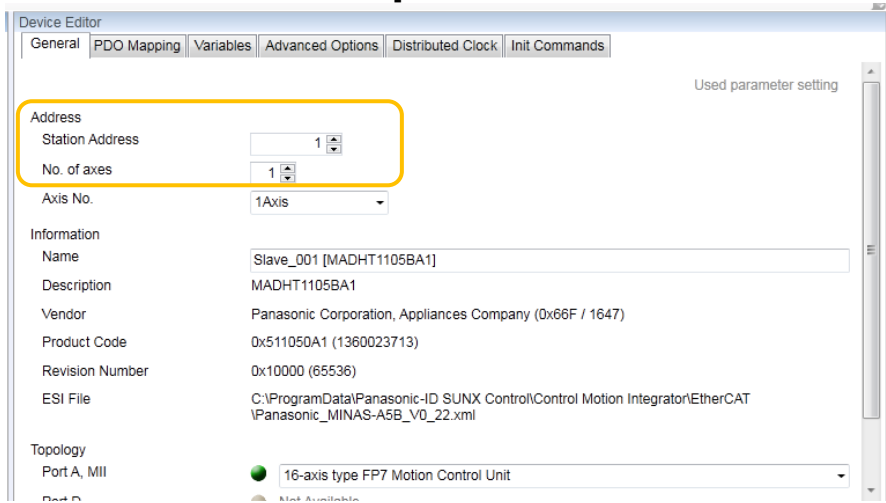 Device Editor
General PDO Mapping Variables Advanced Options Distributed Clock Init Commands
Used parameter setting
Address
Station Address 1
No. of axes 1
Axis No. 1Axis
Information
Name Slave_001 [MADHT1105BA1]
Description MADHT1105BA1
Vendor Panasonic Corporation, Appliances Company (0x66F / 1647)
Product Code 0x511050A1 (1360023713)
Revision Number 0x10000 (65536)
ESI File C:\ProgramData\Panasonic-ID SUNX Control\Control Motion Integrator\EtherCAT
\Panasonic_MINAS-A5B_V0_22.xml
Topology
Port A, MII 16-axis type FP7 Motion Control Unit
Not Available